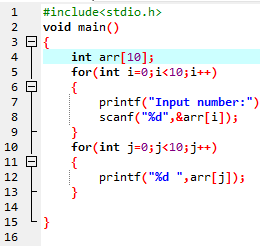 1 #include<stdio.h>
2 void main()
3 {
4 int arr[10];
5 for(int i=0;i<10;i++)
6 {
7 printf("Input number:")
8 scanf("%d",&arr[i]);
9 }
10 for(int j=0;j<10;j++)
11 {
12 printf("%d ",arr[j]);
13 }
14
15 }
16